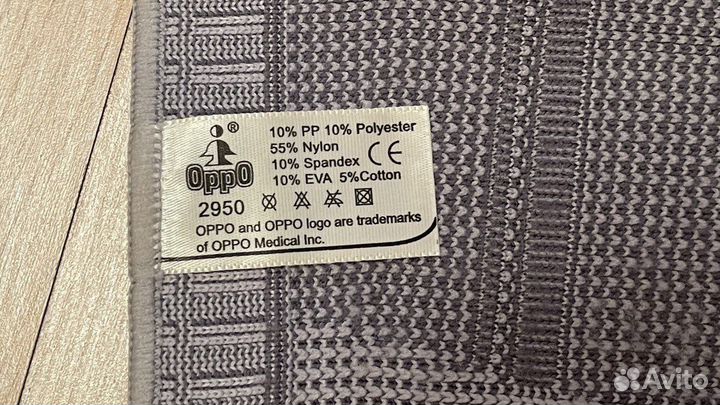 ®
OPPO
2950
10% PP 10% Polyester
55% Nylon
10% Spandex CE
10% EVA 5%Cotton
OPPO and OPPO logo are trademarks
of OPPO Medical Inc.
Avito